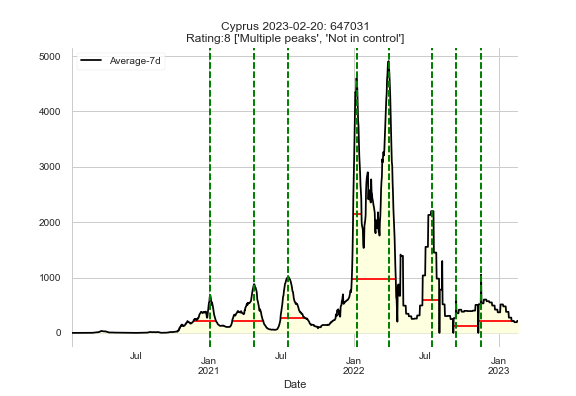 Cyprus 2023-02-20: 647031
Rating:8 ['Multiple peaks', 'Not in control']
Average-7d
5000
4000
3000
2000
1000
0
Jul
Jan
2021
Jul
Jan
2022
Jul
Jan
2023
Date